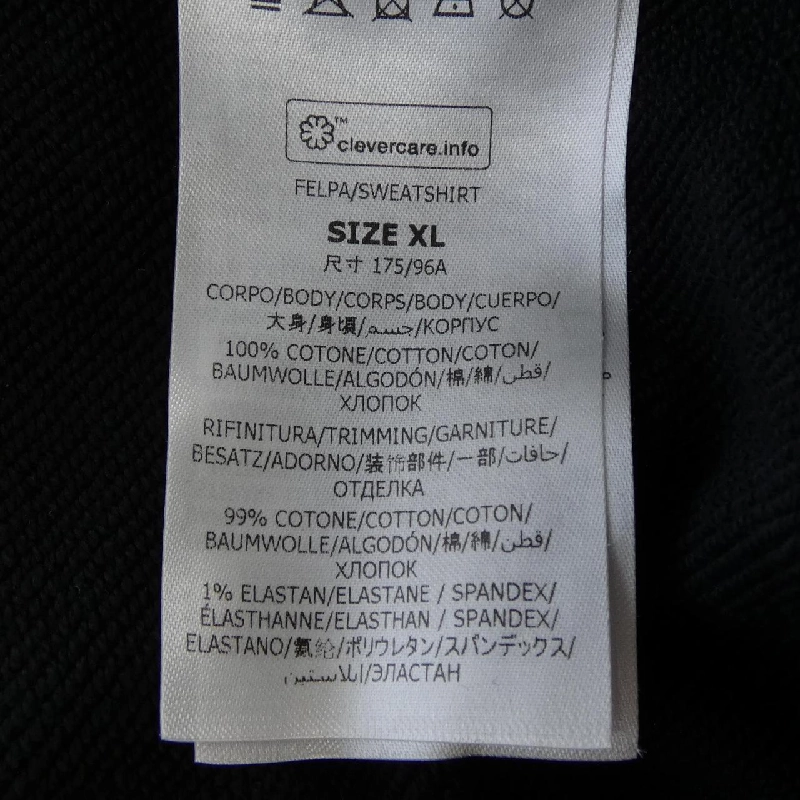 ™
clevercare.info
FELPA/SWEATSHIRT
SIZE XL
尺寸 175/96A
CORPO/BODY/CORPS/BODY/CUERPO/
大身/身頃/جسم/КОРПУС
100% COTONE/COTTON/COTON/
BAUMWOLLE/ALGODÓN/棉/綿/قطن/
ХЛОПОК
RIFINITURA/TRIMMING/GARNITURE/
BESATZ/ADORNO/装饰部件/一部/حافات/
ОТДЕЛКА
99% COTONE/COTTON/COTON/
BAUMWOLLE/ALGODÓN/棉/綿/قطن/
ХЛОПОК
1% ELASTAN/ELASTANE / SPANDEX/
ÉLASTHANNE/ELASTHAN / SPANDEX/
ELASTANO/氨纶/ポリウレタン/スパンデックス/
إيلاستين/ЭЛАСТАН